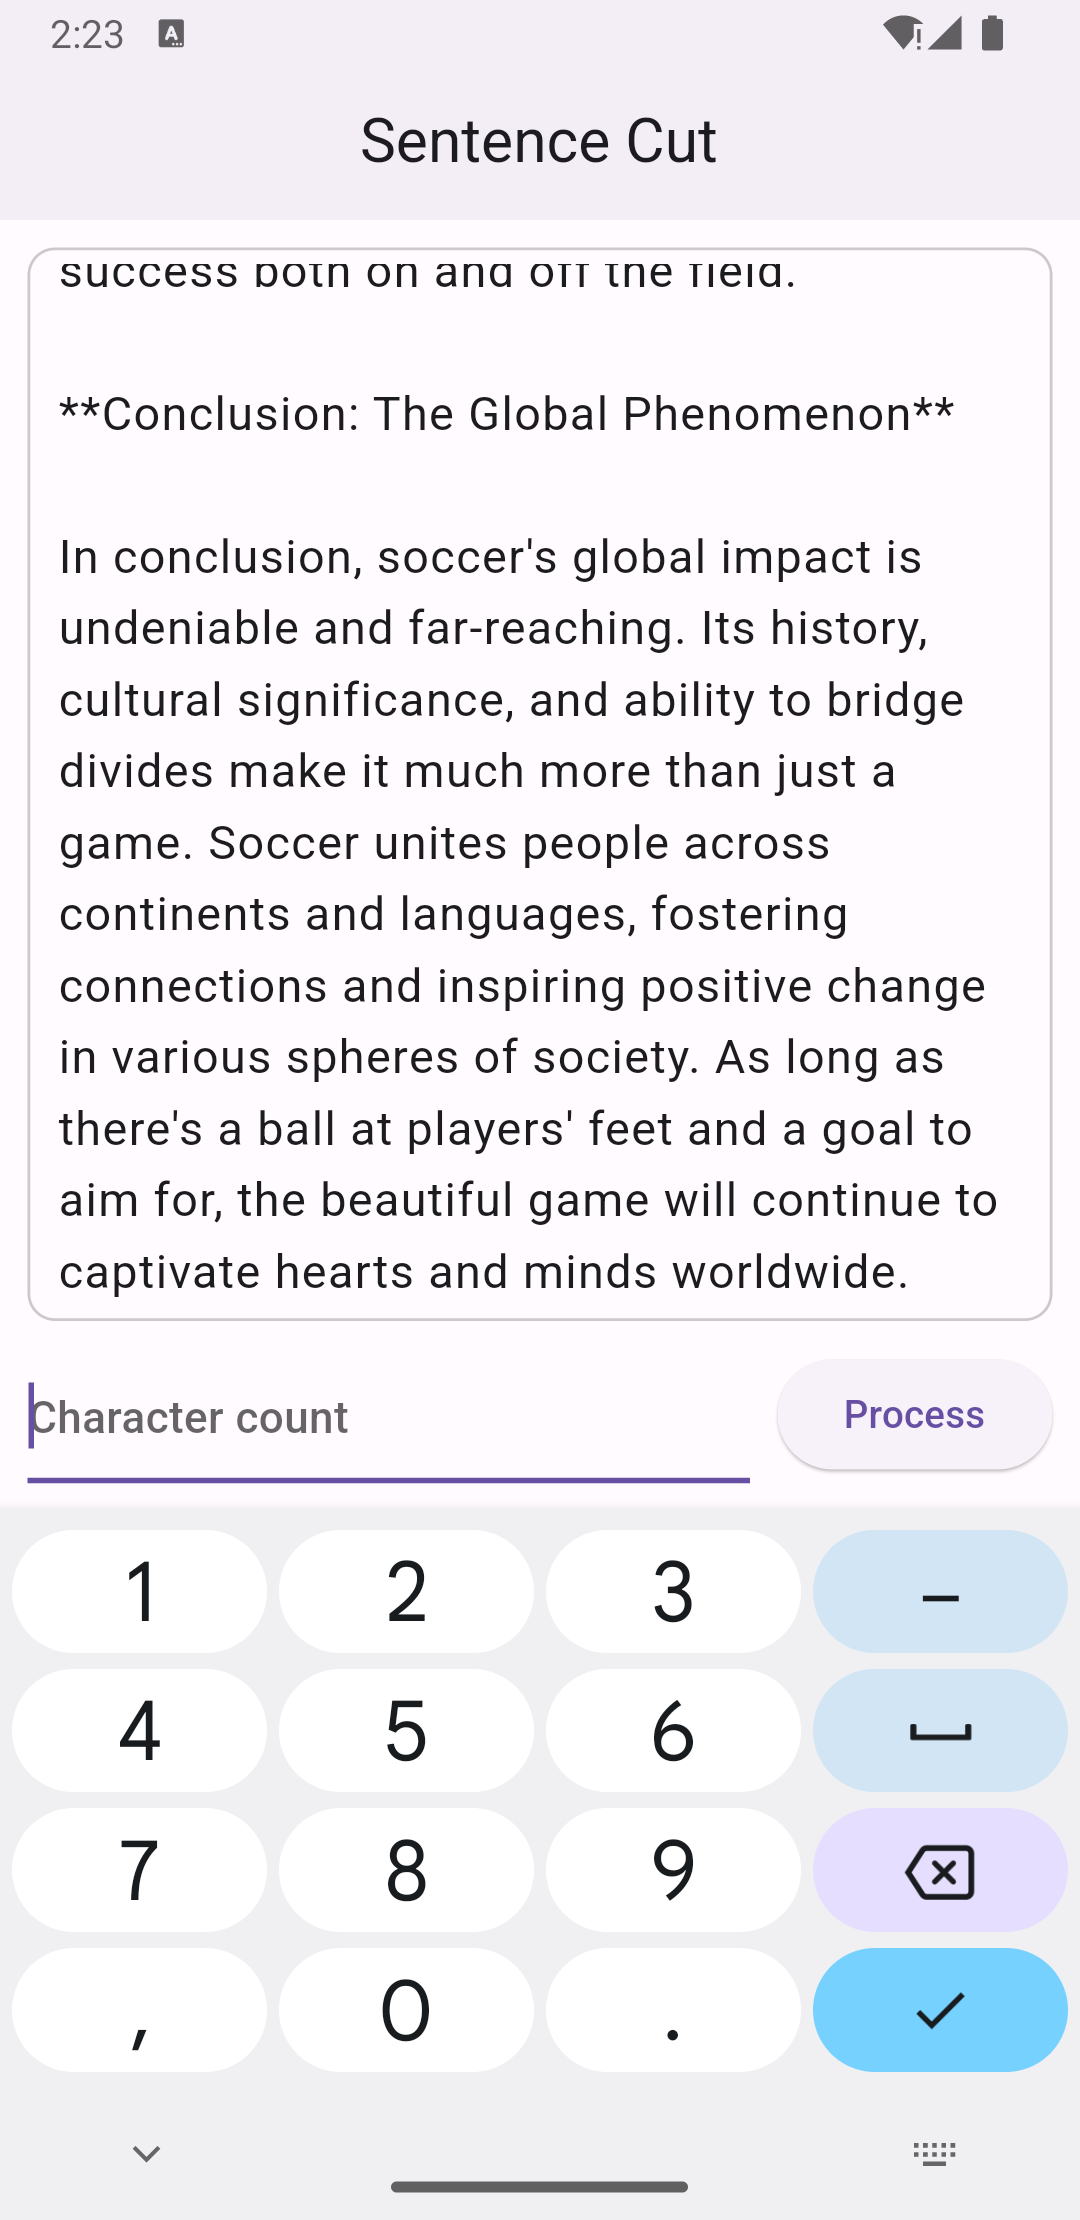 2:23
Sentence Cut
success both on and off the field.
**Conclusion: The Global Phenomenon**
In conclusion, soccer's global impact is
undeniable and far-reaching. Its history,
cultural significance, and ability to bridge
divides make it much more than just a
game. Soccer unites people across
continents and languages, fostering
connections and inspiring positive change
in various spheres of society. As long as
there's a ball at players' feet and a goal to
aim for, the beautiful game will continue to
captivate hearts and minds worldwide.
Character count
Process
1 2 3 –
4 5 6
7 8 9
, 0 .